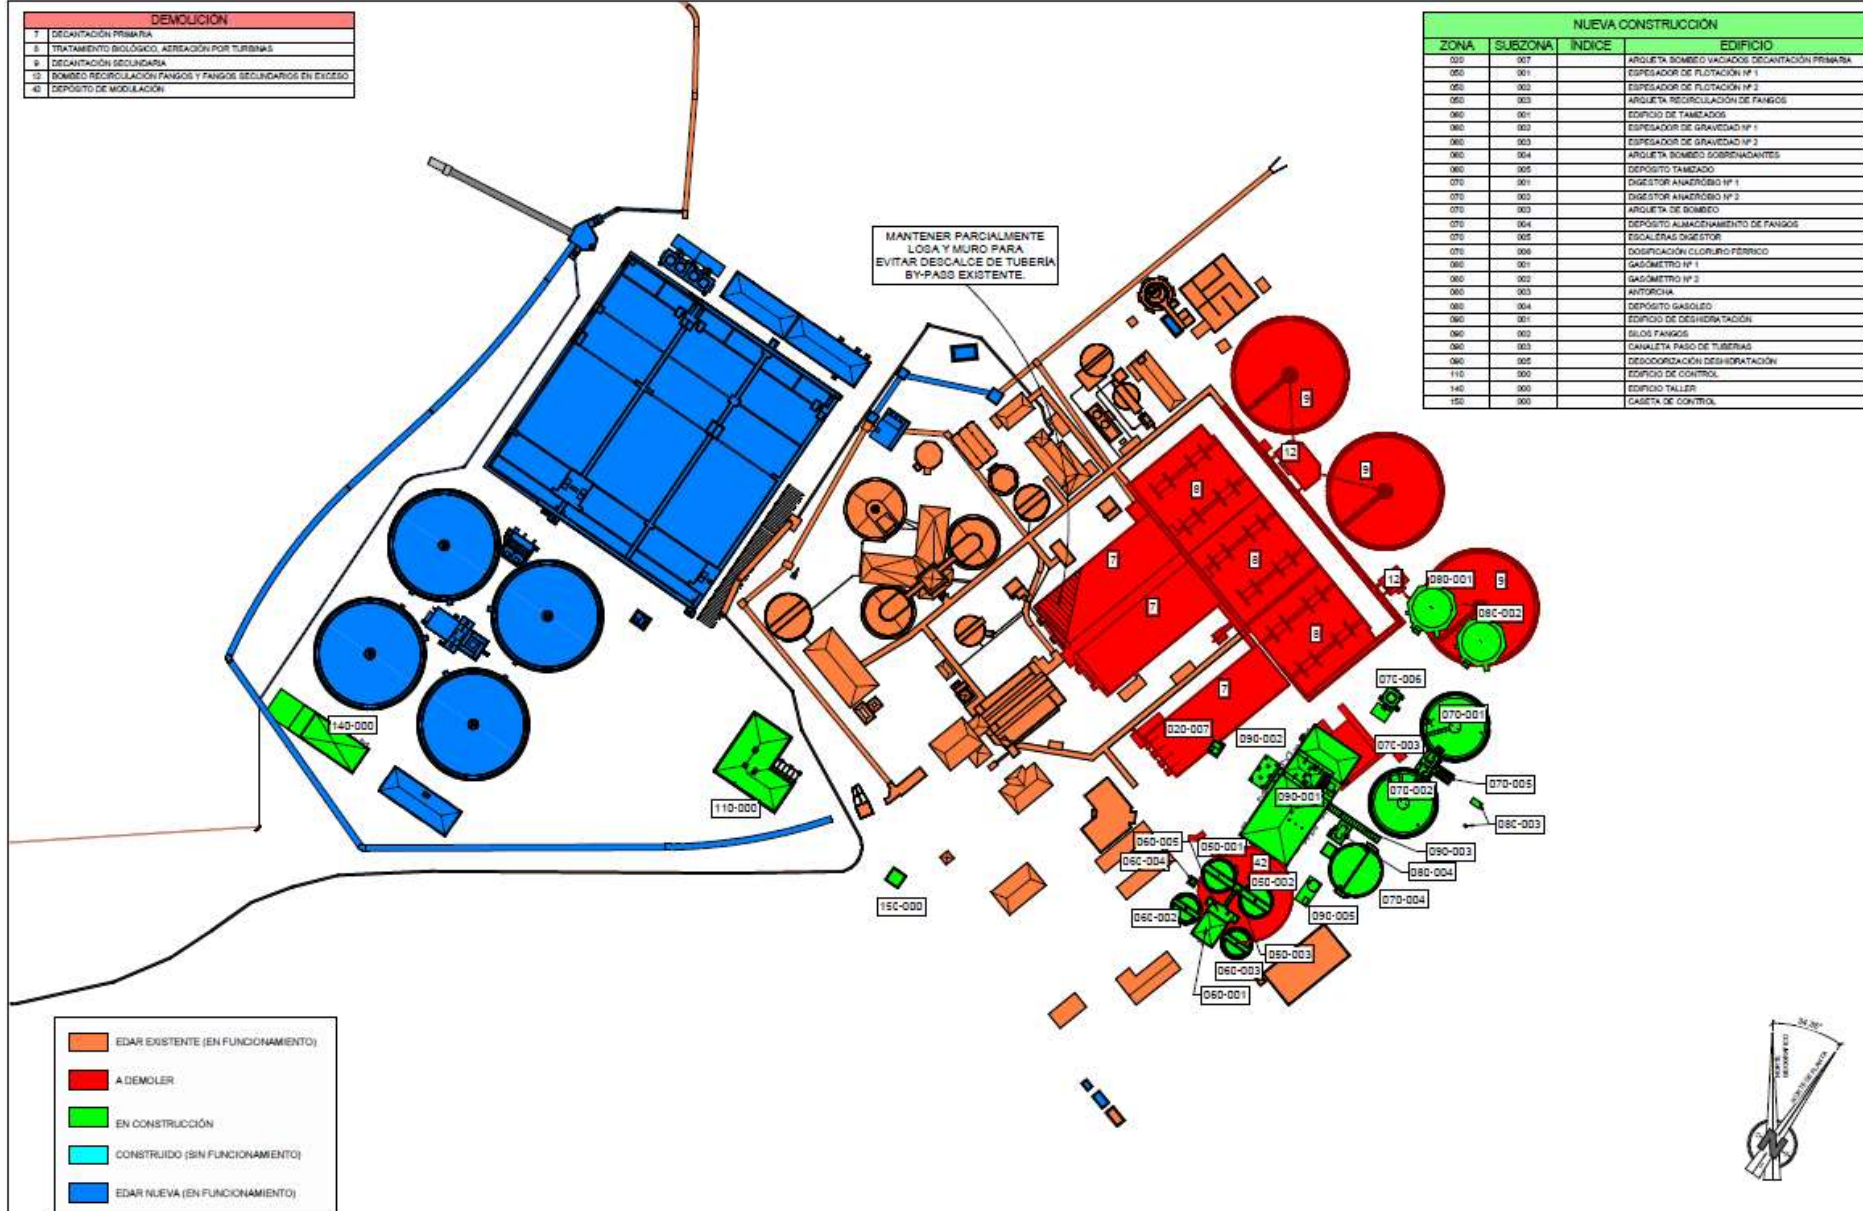 DEMOLICIÓN
7 DECANTACIÓN PRIMARIA
8 TRATAMIENTO BIOLÓGICO, AEREACIÓN POR TURBINAS
9 DECANTACIÓN SECUNDARIA
12 BOMBEO RECIRCULACIÓN FANGOS Y FANGOS SECUNDARIOS EN EXCESO
42 DEPÓSITO DE MODULACIÓN
NUEVA CONSTRUCCIÓN
ZONA SUBZONA ÍNDICE EDIFICIO
020 007 ARQUETA BOMBEO VACIADOS DECANTACIÓN PRIMARIA
050 001 ESPESADOR DE FLOTACIÓN Nº 1
050 002 ESPESADOR DE FLOTACIÓN Nº 2
050 003 ARQUETA RECIRCULACIÓN DE FANGOS
060 001 EDIFICIO DE TAMIZADOS
060 002 ESPESADOR DE GRAVEDAD Nº 1
060 003 ESPESADOR DE GRAVEDAD Nº 2
060 004 ARQUETA BOMBEO SOBRENADANTES
060 005 DEPÓSITO TAMIZADO
070 001 DIGESTOR ANAERÓBIO Nº 1
070 002 DIGESTOR ANAERÓBIO Nº 2
070 003 ARQUETA DE BOMBEO
070 004 DEPÓSITO ALMACENAMIENTO DE FANGOS
070 005 ESCALERAS DIGESTOR
070 006 DOSIFICACIÓN CLORURO FÉRRICO
080 001 GASÓMETRO Nº 1
080 002 GASÓMETRO Nº 2
080 003 ANTORCHA
080 004 DEPÓSITO GASOLEO
090 001 EDIFICIO DE DESHIDRATACIÓN
090 002 SILOS FANGOS
090 003 CANALETA PASO DE TUBERIAS
090 005 DESODORIZACIÓN DESHIDRATACIÓN
110 000 EDIFICIO DE CONTROL
140 000 EDIFICIO TALLER
150 000 CASETA DE CONTROL
MANTENER PARCIALMENTE
LOSA Y MURO PARA
EVITAR DESCALCE DE TUBERÍA
BY-PASS EXISTENTE.
9
12
9
8
7
8
12
080-001
9
7
080-002
8
070-006
7
070-001
140-000
020-007
090-002
070-003
070-005
070-002
090-001
110-000
080-003
060-005
050-001
090-003
060-004
42
080-004
050-002
070-004
150-000
060-002
090-005
050-003
060-003
060-001
EDAR EXISTENTE (EN FUNCIONAMIENTO)
A DEMOLER
EN CONSTRUCCIÓN
CONSTRUIDO (SIN FUNCIONAMIENTO)
EDAR NUEVA (EN FUNCIONAMIENTO)
NORTE
GEOGRÁFICO
NORTE DE PLANTA
N